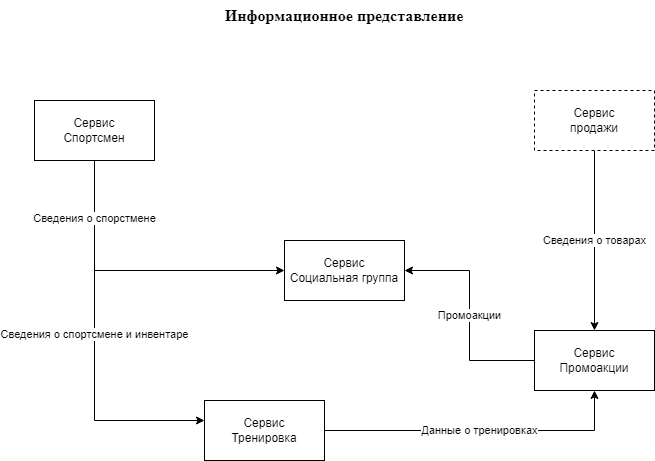 Информационное представление
Сервис
Спортсмен
Сервис
продажи
Сведения о спорстмене
Сведения о товарах
Сервис
Социальная группа
Промоакции
Сведения о спортсмене и инвентаре
Сервис
Промоакции
Сервис
Тренировка
Данные о тренировках